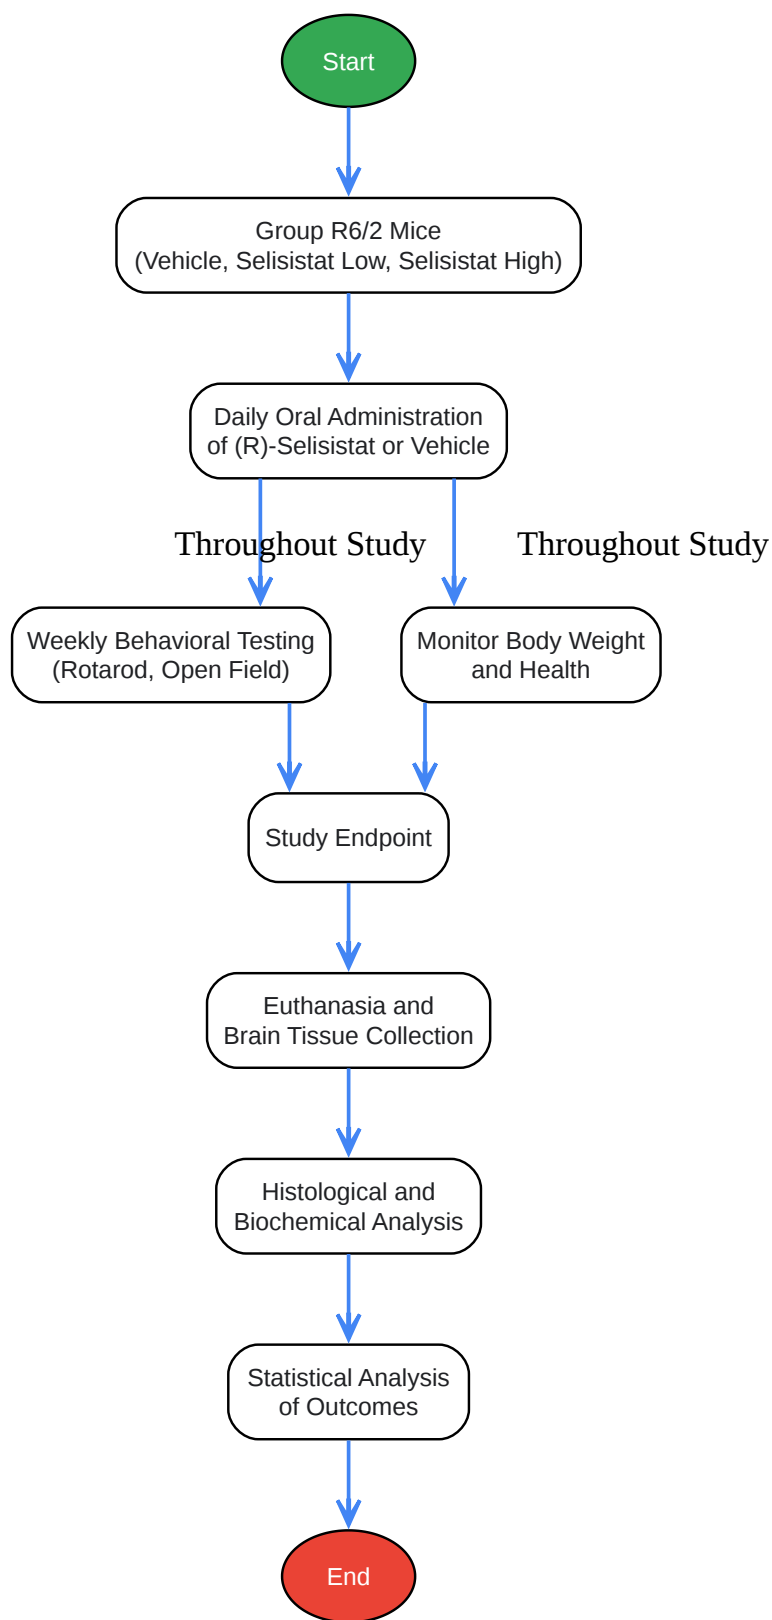 Start
Group R6/2 Mice
(Vehicle, Selisistat Low, Selisistat High)
Daily Oral Administration
of (R)-Selisistat or Vehicle
Throughout Study
Throughout Study
Weekly Behavioral Testing
(Rotarod, Open Field)
Monitor Body Weight
and Health
Study Endpoint
Euthanasia and
Brain Tissue Collection
Histological and
Biochemical Analysis
Statistical Analysis
of Outcomes
End